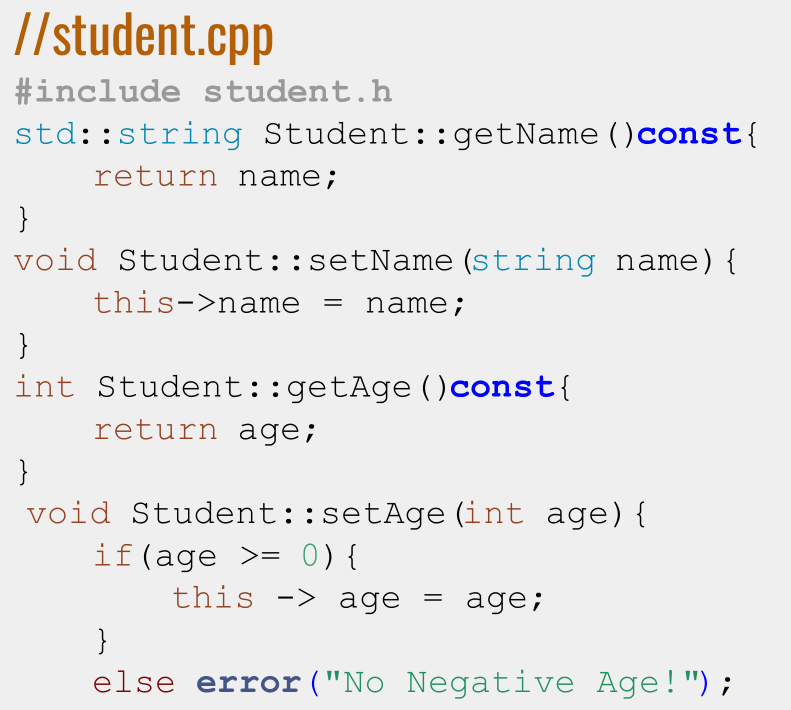 //student.cpp
#include student.h
std::string Student::getName()const{
    return name;
}
void Student::setName(string name){
    this->name = name;
}
int Student::getAge()const{
    return age;
}
void Student::setAge(int age){
    if(age >= 0){
        this -> age = age;
    }
    else error("No Negative Age!");